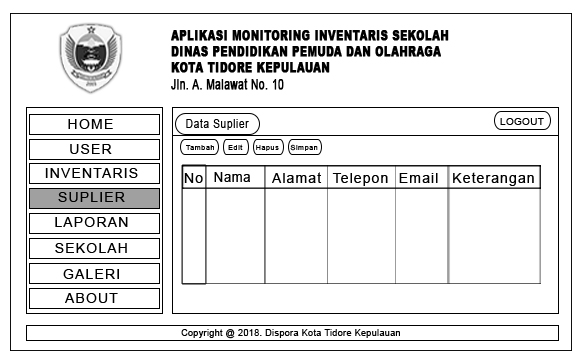 APLIKASI MONITORING INVENTARIS SEKOLAH
DINAS PENDIDIKAN PEMUDA DAN OLAHRAGA
KOTA TIDORE KEPULAUAN
Jln. A. Malawat No. 10
HOME
USER
INVENTARIS
SUPLIER
LAPORAN
SEKOLAH
GALERI
ABOUT
Data Suplier
LOGOUT
Tambah Edit Hapus Simpan
No Nama Alamat Telepon Email Keterangan
Copyright @ 2018. Dispora Kota Tidore Kepulauan